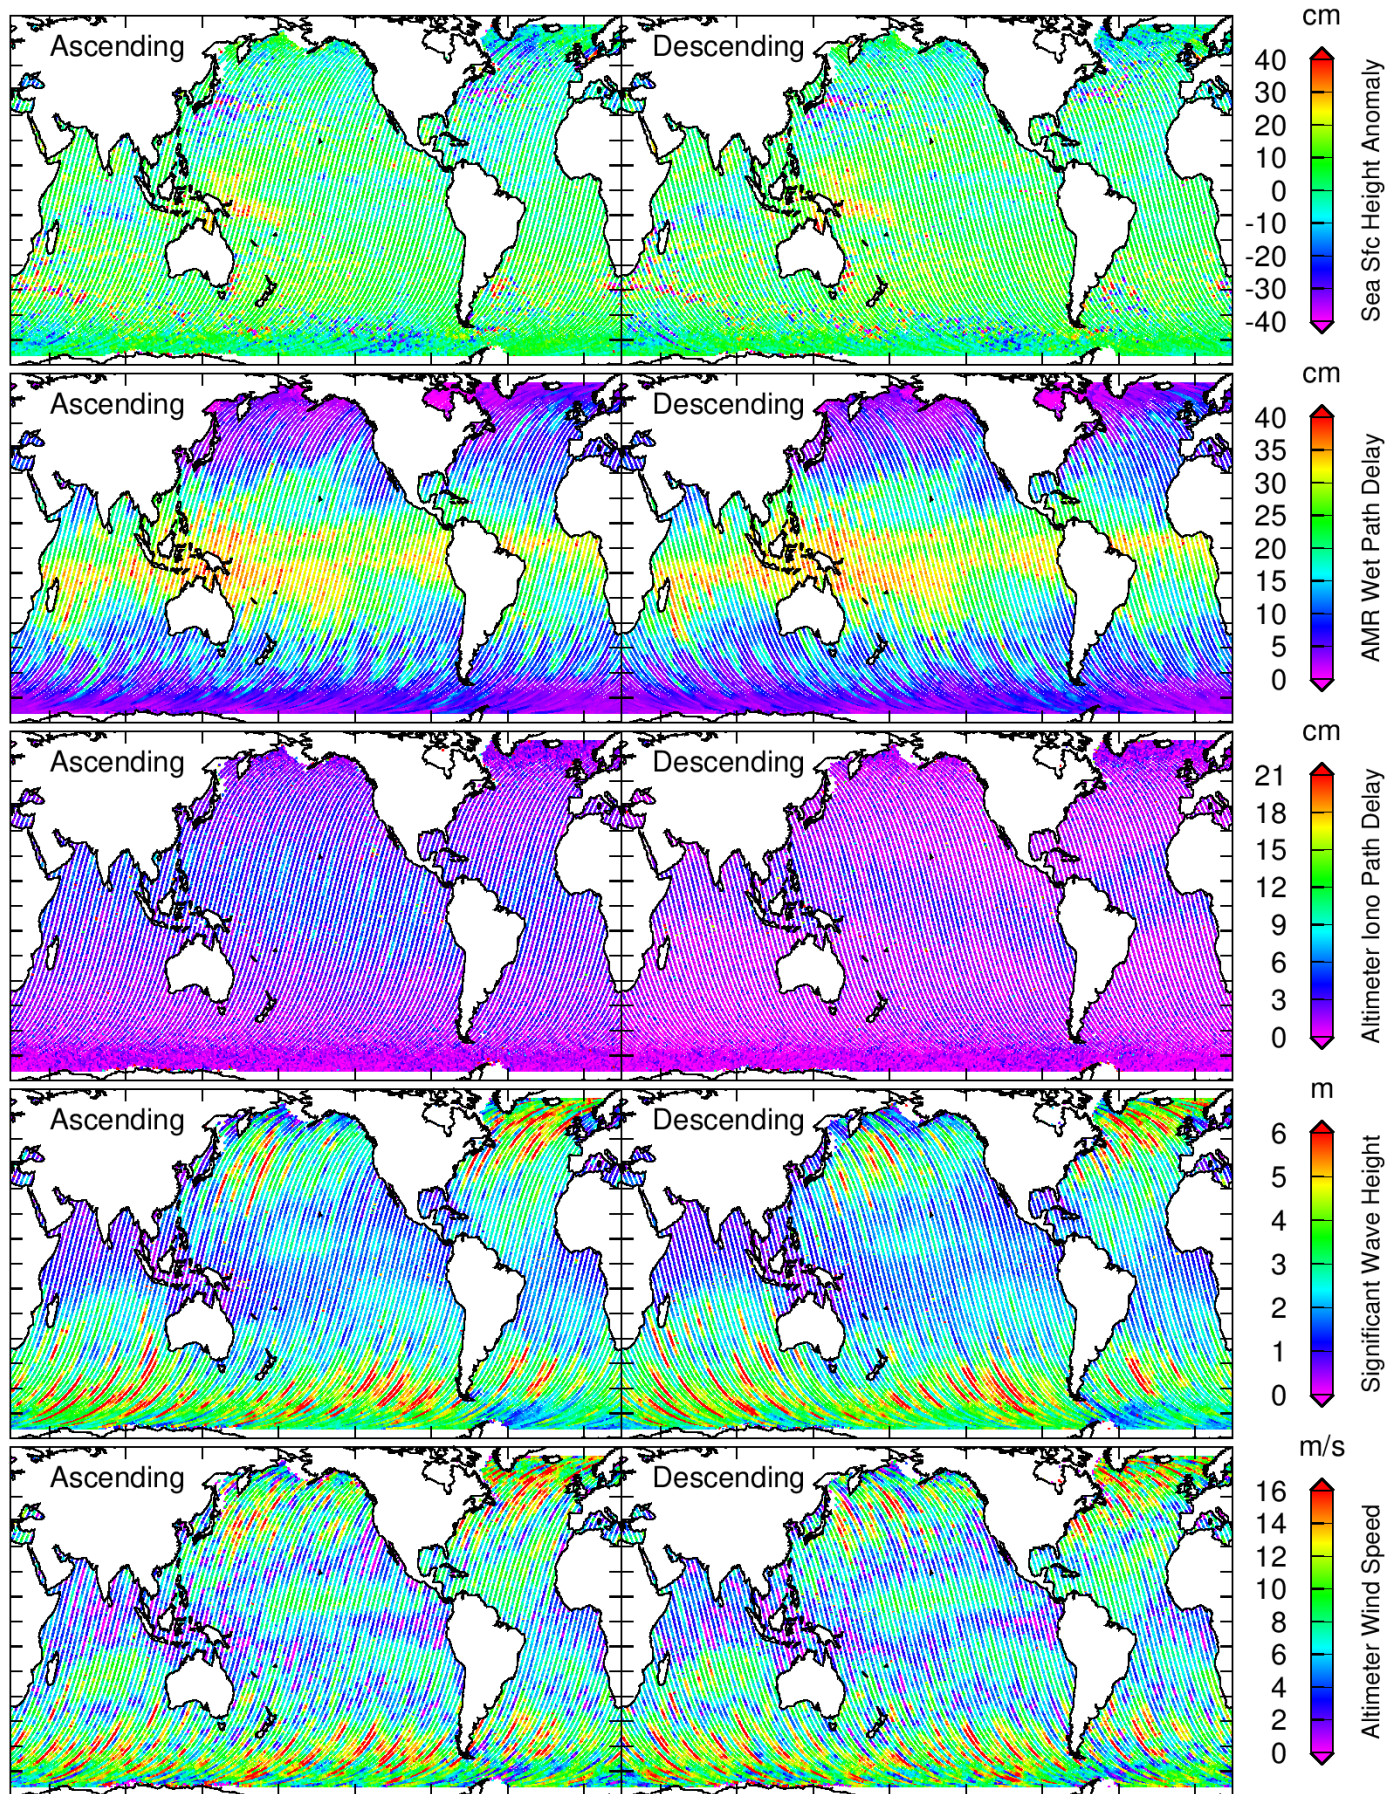 Ascending
Descending
cm
40
30
20
10
0
-10
-20
-30
-40
Sea Sfc Height Anomaly
Ascending
Descending
cm
40
35
30
25
20
15
10
5
0
AMR Wet Path Delay
Ascending
Descending
cm
21
18
15
12
9
6
3
0
Altimeter Iono Path Delay
Ascending
Descending
m
6
5
4
3
2
1
0
Significant Wave Height
Ascending
Descending
m/s
16
14
12
10
8
6
4
2
0
Altimeter Wind Speed